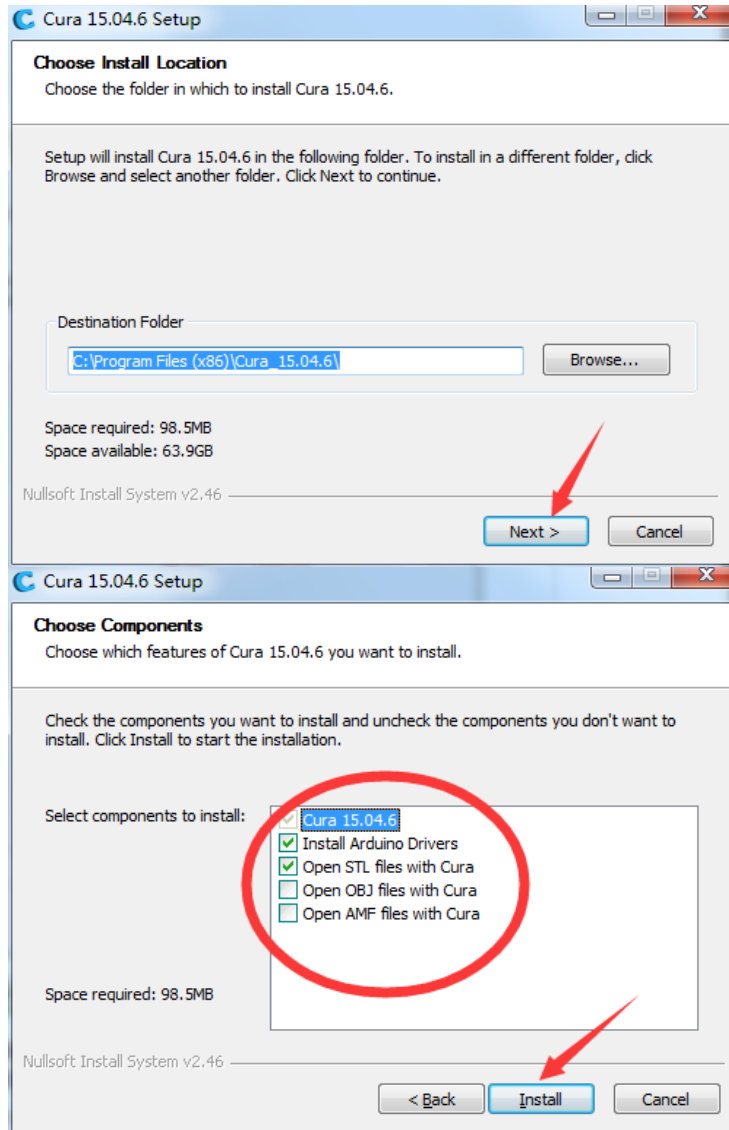 Cura 15.04.6 Setup
Choose Install Location
Choose the folder in which to install Cura 15.04.6.
Setup will install Cura 15.04.6 in the following folder. To install in a different folder, click
Browse and select another folder. Click Next to continue.
Destination Folder
C:\Program Files (x86)\Cura_15.04.6\
Browse...
Space required: 98.5MB
Space available: 63.9GB
Nullsoft Install System v2.46
Next >
Cancel
Cura 15.04.6 Setup
Choose Components
Choose which features of Cura 15.04.6 you want to install.
Check the components you want to install and uncheck the components you don't want to
install. Click Install to start the installation.
Select components to install:
Cura 15.04.6
Install Arduino Drivers
Open STL files with Cura
Open OBJ files with Cura
Open AMF files with Cura
Space required: 98.5MB
Nullsoft Install System v2.46
< Back
Install
Cancel